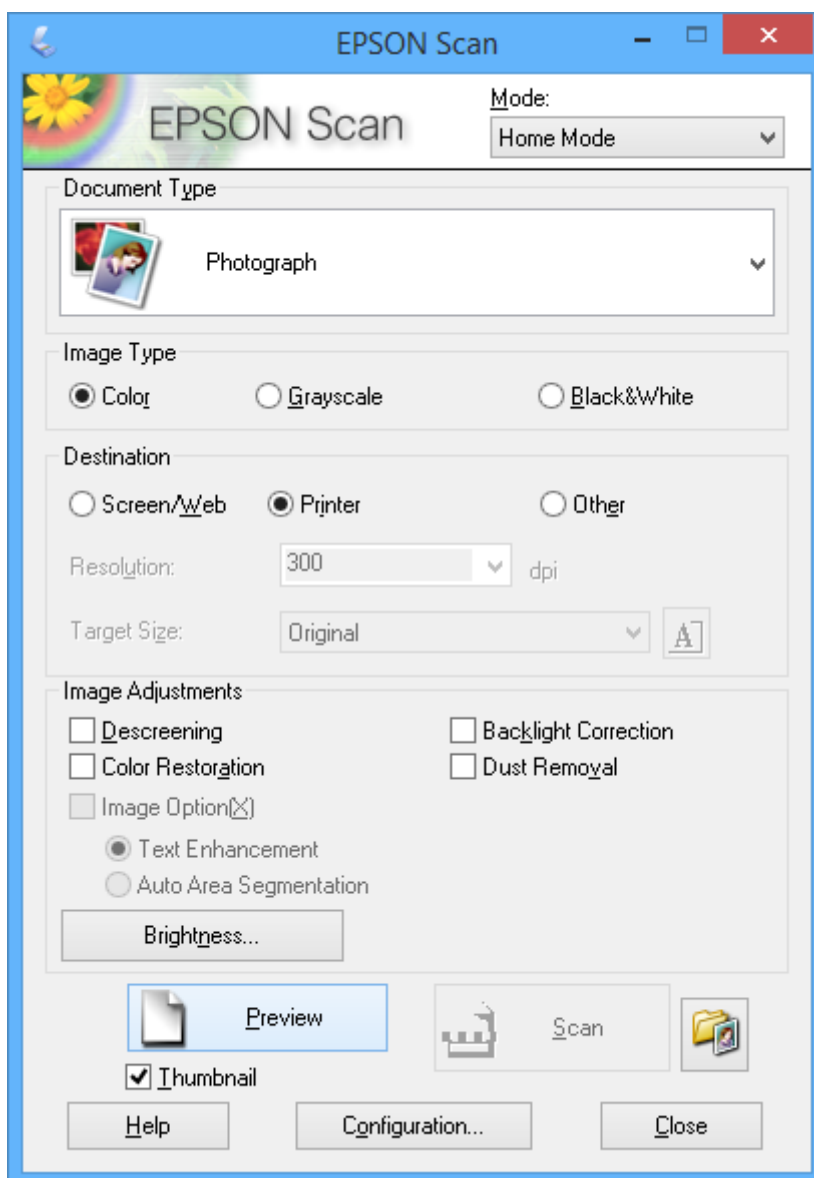 EPSON Scan
EPSON Scan
Mode:
Home Mode
Document Type
Photograph
Image Type
Color Grayscale Black&White
Destination
Screen/Web Printer Other
Resolution: 300 dpi
Target Size: Original A
Image Adjustments
Descreening Backlight Correction
Color Restoration Dust Removal
Image Option(X)
Text Enhancement
Auto Area Segmentation
Brightness...
Preview Scan
Thumbnail
Help Configuration... Close